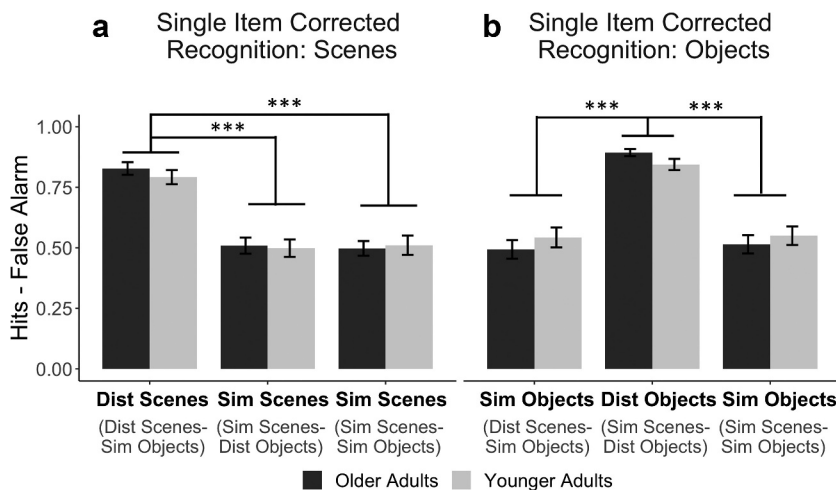 a
Single Item Corrected
Recognition: Scenes
b
Single Item Corrected
Recognition: Objects
Hits - False Alarm
1.00
0.75
0.50
0.25
0.00
***
***
***
***
Dist Scenes
(Dist Scenes-
Sim Objects)
Sim Scenes
(Sim Scenes-
Dist Objects)
Sim Scenes
(Sim Scenes-
Sim Objects)
Sim Objects
(Dist Scenes-
Sim Objects)
Dist Objects
(Sim Scenes-
Dist Objects)
Sim Objects
(Sim Scenes-
Sim Objects)
Older Adults
Younger Adults